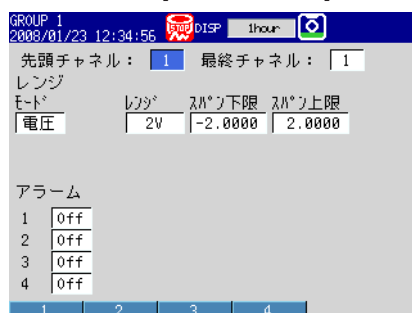 GROUP 1
2008/01/23 12:34:56 STOP DISP 1hour
先頭チャネル： 1 最終チャネル： 1
レンジ
ﾓｰﾄﾞ ﾚﾝｼﾞ ｽﾊﾟﾝ下限 ｽﾊﾟﾝ上限
電圧 2V -2.0000 2.0000
アラーム
1 Off
2 Off
3 Off
4 Off
1 2 3 4